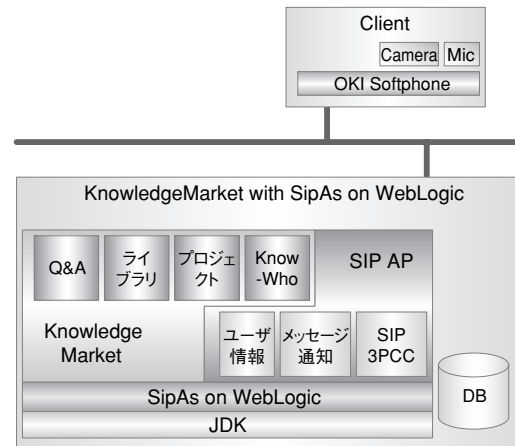 Client
Camera Mic
OKI Softphone
KnowledgeMarket with SipAs on WebLogic
Q&A
ライ
ブラリ
プロジェ
クト
Know
-Who
SIP AP
Knowledge
Market
ユーザ
情報
メッセージ
通知
SIP
3PCC
SipAs on WebLogic
JDK
DB